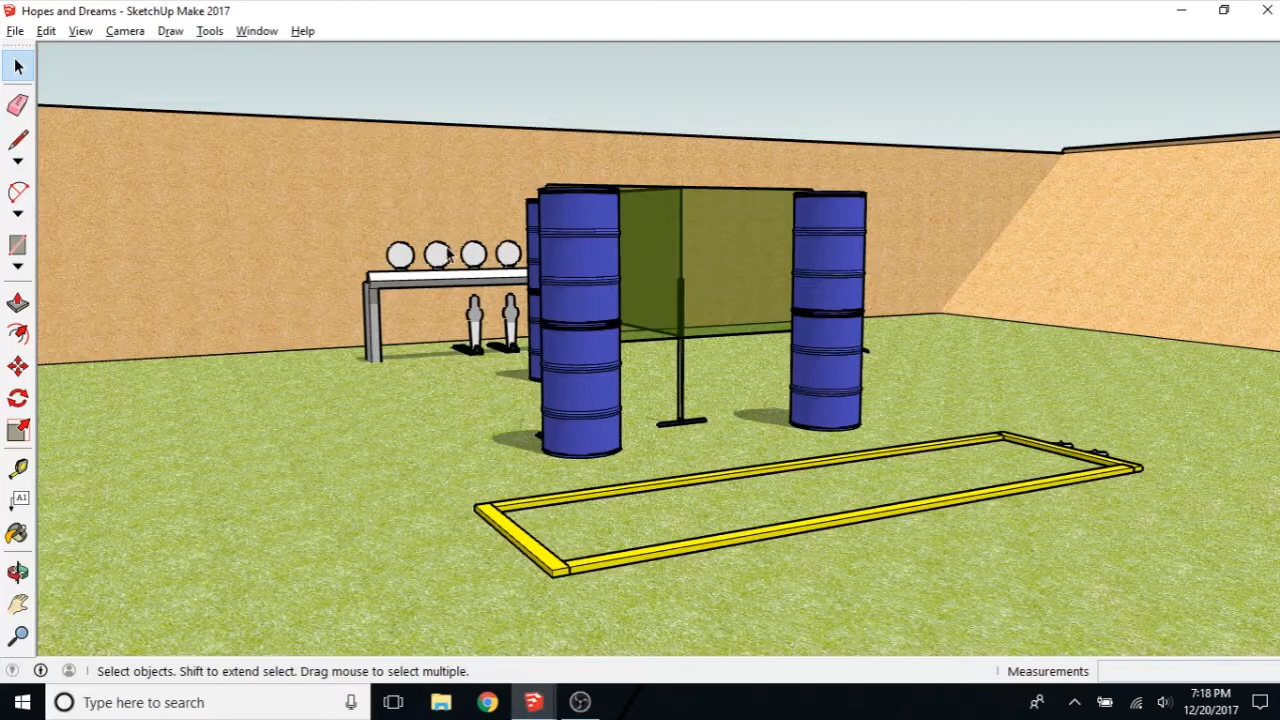 Hopes and Dreams - SketchUp Make 2017
File Edit View Camera Draw Tools Window Help
A1
Select objects. Shift to extend select. Drag mouse to select multiple.
Measurements
Type here to search
7:18 PM
12/20/2017